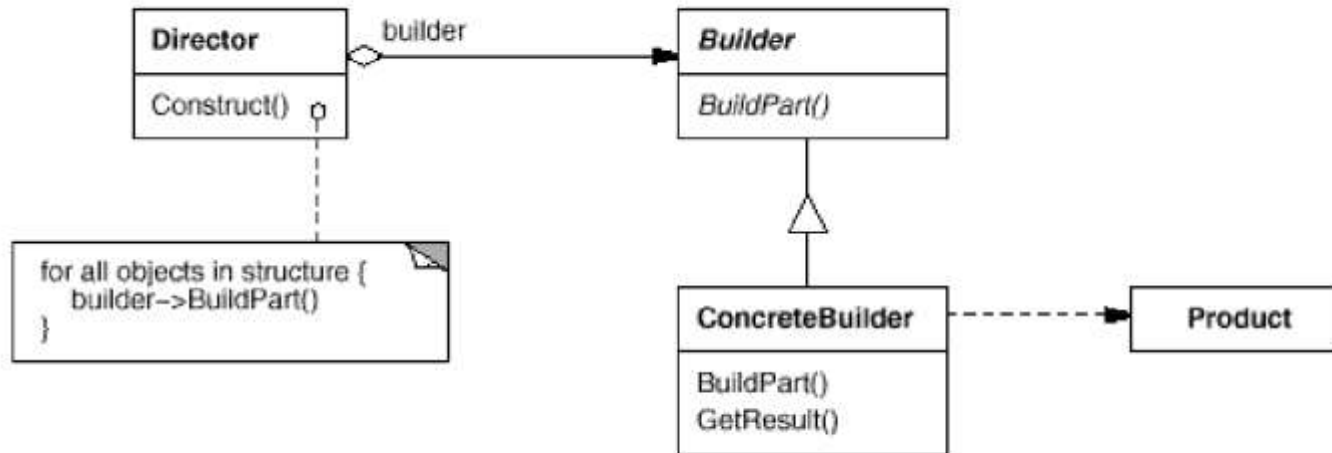 Director
Construct()
builder
Builder
BuildPart()
for all objects in structure {
builder–>BuildPart()
}
ConcreteBuilder
BuildPart()
GetResult()
Product